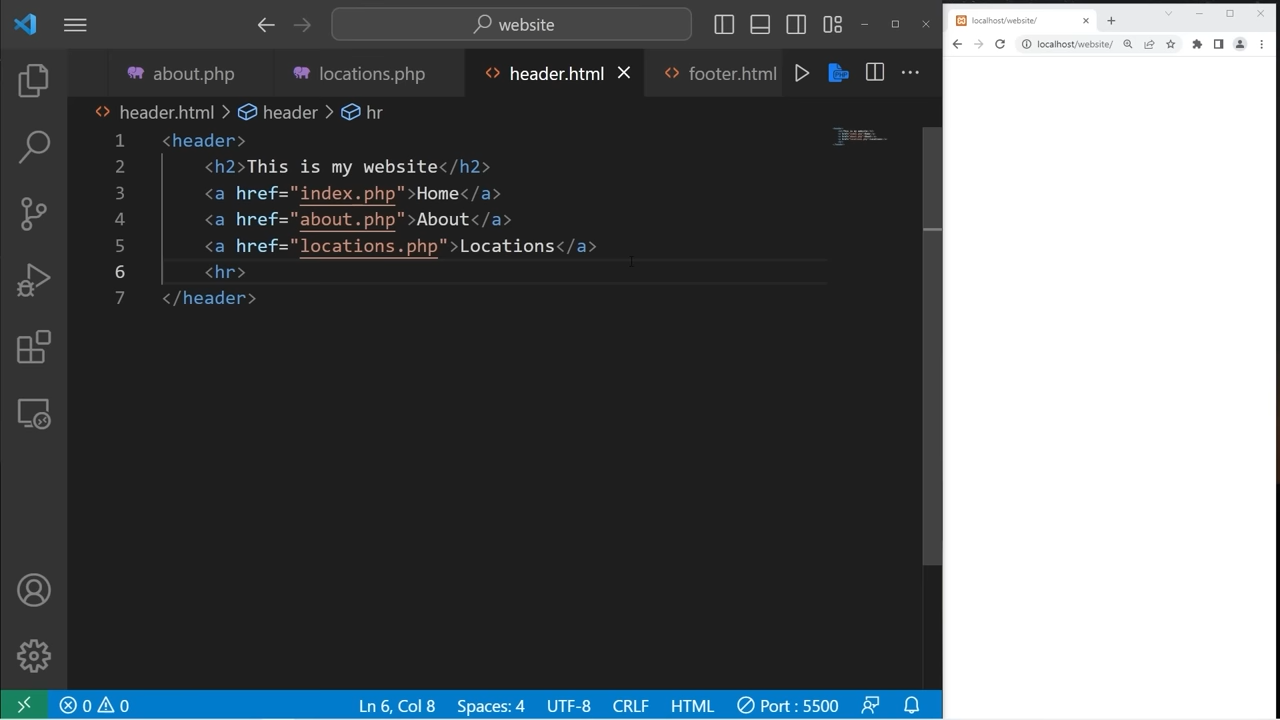 website
about.php
locations.php
header.html
footer.html
header.html > header > hr
1 <header>
2 <h2>This is my website</h2>
3 <a href="index.php">Home</a>
4 <a href="about.php">About</a>
5 <a href="locations.php">Locations</a>
6 <hr>
7 </header>
0 0
Ln 6, Col 8
Spaces: 4
UTF-8
CRLF
HTML
Port : 5500
localhost/website/
localhost/website/